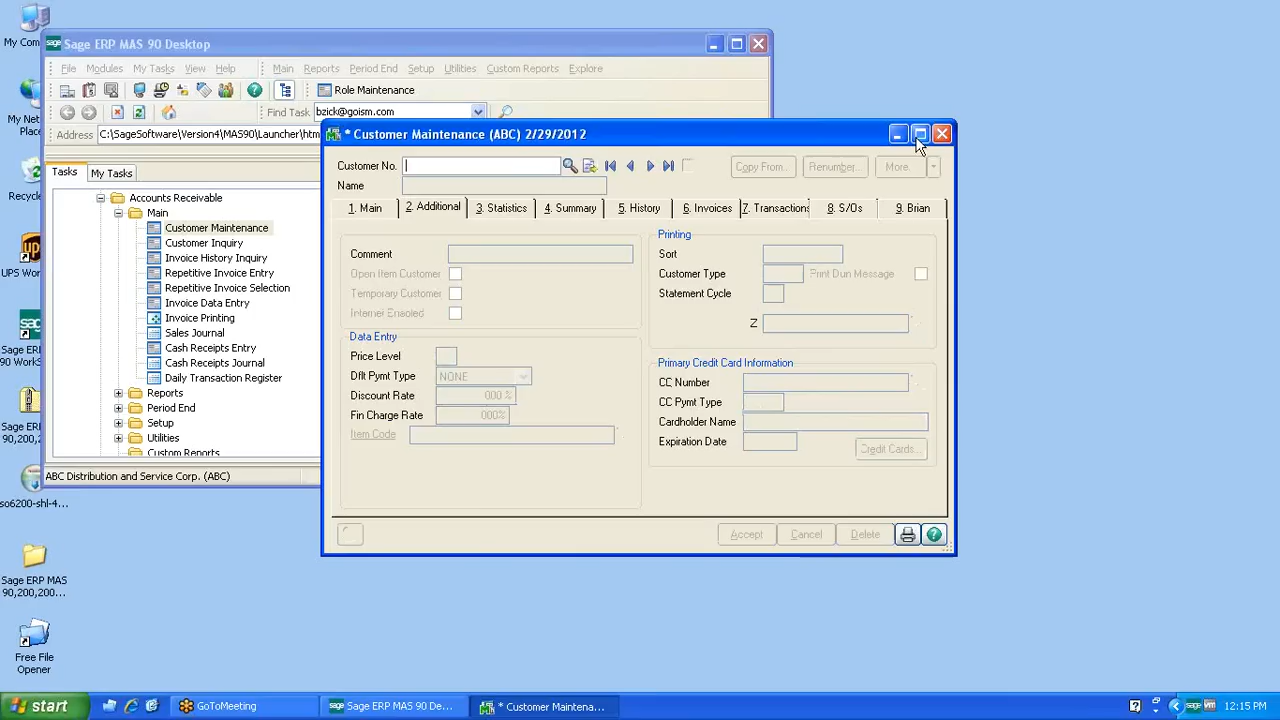 My Com
My Net
Place
Recycle
UPS Wor
Sage ERP
90 WorkS
Sage ERP
90,200,2
so6200-shl-4...
Sage ERP MAS
90,200,200...
Free File
Opener
Sage ERP MAS 90 Desktop
File Modules My Tasks View Help Main Reports Period End Setup Utilities Custom Reports Explore
Role Maintenance
Find Task bzick@goism.com
Address C:\SageSoftware\Version4\MAS90\Launcher\htm
Tasks My Tasks
Accounts Receivable
Main
Customer Maintenance
Customer Inquiry
Invoice History Inquiry
Repetitive Invoice Entry
Repetitive Invoice Selection
Invoice Data Entry
Invoice Printing
Sales Journal
Cash Receipts Entry
Cash Receipts Journal
Daily Transaction Register
Reports
Period End
Setup
Utilities
Custom Reports
ABC Distribution and Service Corp. (ABC)
* Customer Maintenance (ABC) 2/29/2012
Customer No. Copy From... Renumber... More...
Name
1. Main 2. Additional 3. Statistics 4. Summary 5. History 6. Invoices 7. Transactions 8. S/Os 9. Brian
Comment
Open Item Customer
Temporary Customer
Internet Enabled
Data Entry
Price Level
Dflt Pymt Type NONE
Discount Rate .000 %
Fin Charge Rate .000%
Item Code
Printing
Sort
Customer Type Print Dun Message
Statement Cycle
Z
Primary Credit Card Information
CC Number
CC Pymt Type
Cardholder Name
Expiration Date Credit Cards...
Accept Cancel Delete
start GoToMeeting Sage ERP MAS 90 De... * Customer Maintena... 12:15 PM